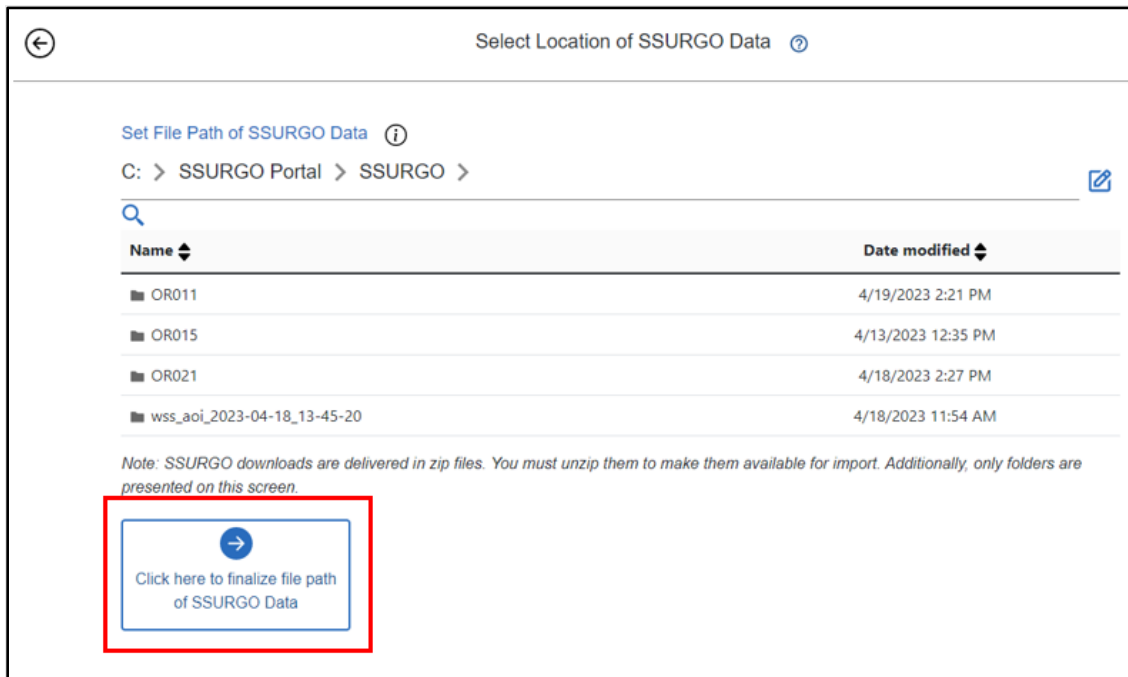 Select Location of SSURGO Data
Set File Path of SSURGO Data
C: > SSURGO Portal > SSURGO >
Name Date modified
OR011 4/19/2023 2:21 PM
OR015 4/13/2023 12:35 PM
OR021 4/18/2023 2:27 PM
wss_aoi_2023-04-18_13-45-20 4/18/2023 11:54 AM
Note: SSURGO downloads are delivered in zip files. You must unzip them to make them available for import. Additionally, only folders are
presented on this screen.
Click here to finalize file path
of SSURGO Data